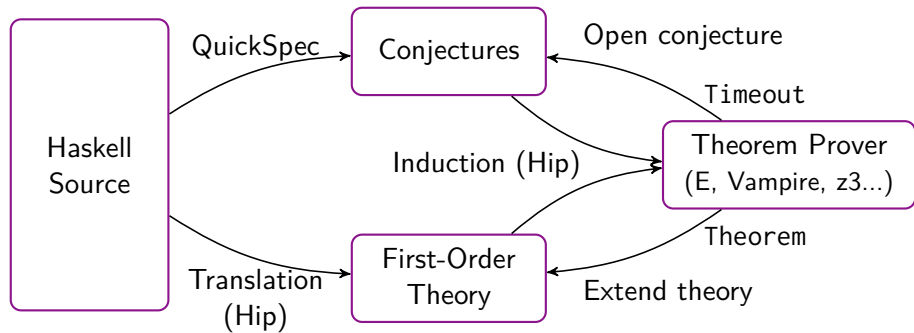 QuickSpec
Conjectures
Open conjecture
Timeout
Haskell
Source
Induction (Hip)
Theorem Prover
(E, Vampire, z3...)
Translation
(Hip)
First-Order
Theory
Theorem
Extend theory